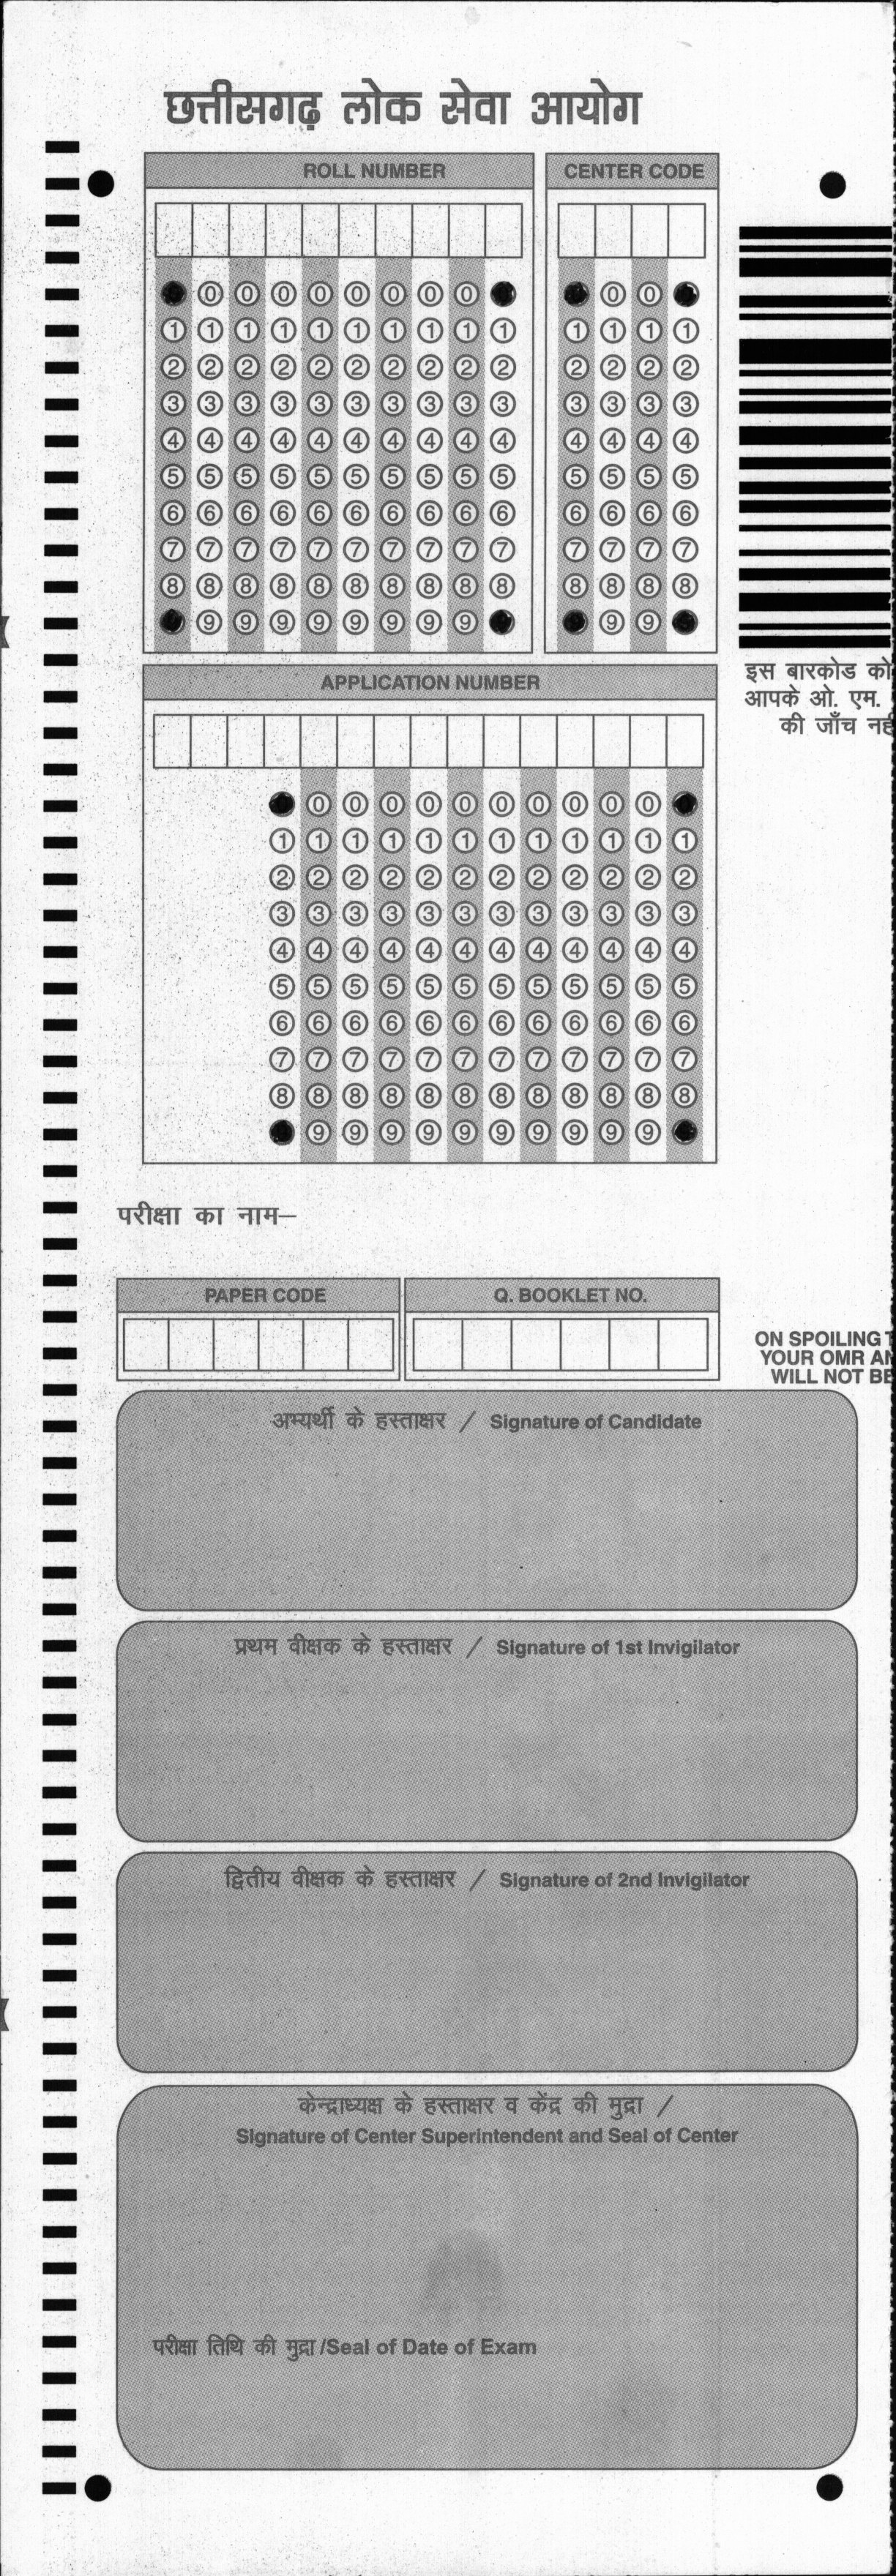 छत्तीसगढ़ लोक सेवा आयोग
ROLL NUMBER
CENTER CODE
0 0 0 0 0 0 0 0 0 0
1 1 1 1 1 1 1 1 1 1 1 1 1 1
2 2 2 2 2 2 2 2 2 2 2 2 2 2
3 3 3 3 3 3 3 3 3 3 3 3 3 3
4 4 4 4 4 4 4 4 4 4 4 4 4 4
5 5 5 5 5 5 5 5 5 5 5 5 5 5
6 6 6 6 6 6 6 6 6 6 6 6 6 6
7 7 7 7 7 7 7 7 7 7 7 7 7 7
8 8 8 8 8 8 8 8 8 8 8 8 8 8
9 9 9 9 9 9 9 9 9 9
इस बारकोड को
आपके ओ. एम.
की जाँच
APPLICATION NUMBER
0 0 0 0 0 0 0 0 0 0
1 1 1 1 1 1 1 1 1 1 1 1
2 2 2 2 2 2 2 2 2 2 2 2
3 3 3 3 3 3 3 3 3 3 3 3
4 4 4 4 4 4 4 4 4 4 4 4
5 5 5 5 5 5 5 5 5 5 5 5
6 6 6 6 6 6 6 6 6 6 6 6
7 7 7 7 7 7 7 7 7 7 7 7
8 8 8 8 8 8 8 8 8 8 8 8
9 9 9 9 9 9 9 9 9 9
परीक्षा का नाम–
PAPER CODE
Q. BOOKLET NO.
ON SPOILING
YOUR OMR
WILL NOT BE
अभ्यर्थी के हस्ताक्षर / Signature of Candidate
प्रथम वीक्षक के हस्ताक्षर / Signature of 1st Invigilator
द्वितीय वीक्षक के हस्ताक्षर / Signature of 2nd Invigilator
केन्द्राध्यक्ष के हस्ताक्षर व केंद्र की मुद्रा /
Signature of Center Superintendent and Seal of Center
परीक्षा तिथि की मुद्रा/Seal of Date of Exam